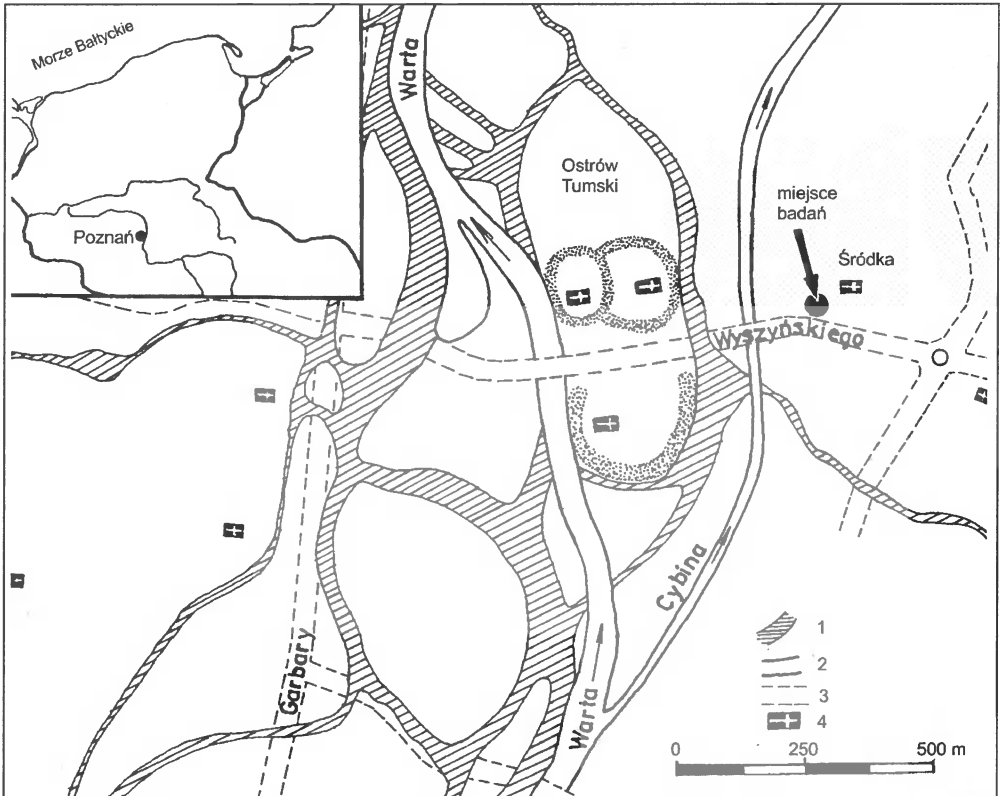 Morze Bałtyckie
Poznań
Warta
Ostrów
Tumski
miejsce
badań
Śródka
Wyszyńskiego
Cybina
Garbary
Warta
1
2
3
4
0
250
500 m